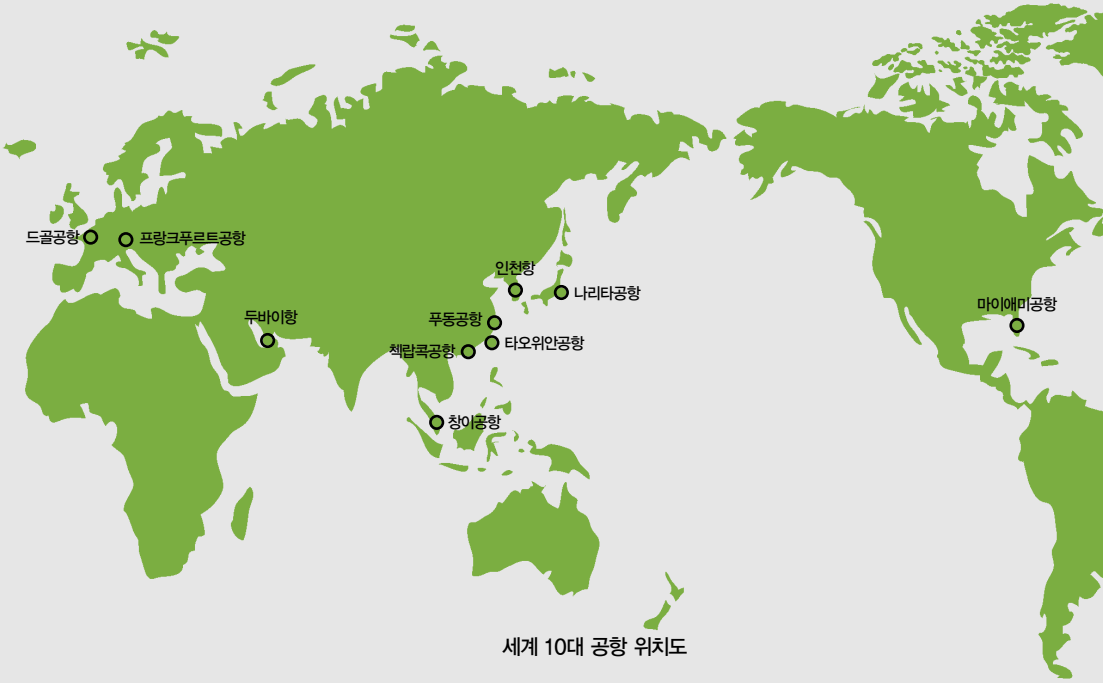 드골공항
프랑크푸르트공항
인천항
나리타공항
두바이항
마이애미공항
푸동공항
타오위안공항
첵랍콕공항
창이공항
세계 10대 공항 위치도